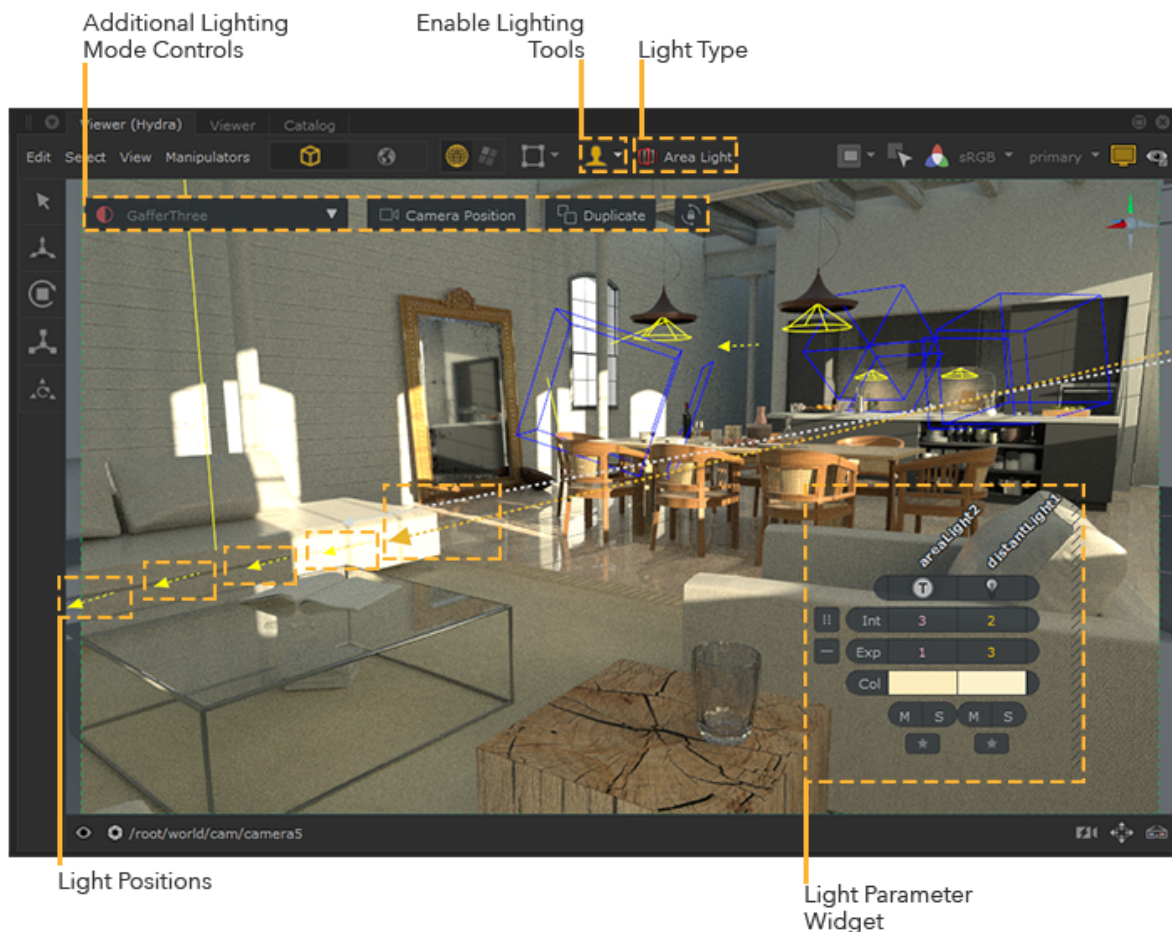 Additional Lighting
Mode Controls
Enable Lighting
Tools
Light Type
Viewer (Hydra) Viewer Catalog
Edit Select View Manipulators Area Light sRGB primary
GafferThree Camera Position Duplicate
areaLight2 distantLight1
T
Int 3 2
Exp 1 3
Col
M S M S
/root/world/cam/camera5
Light Positions
Light Parameter
Widget